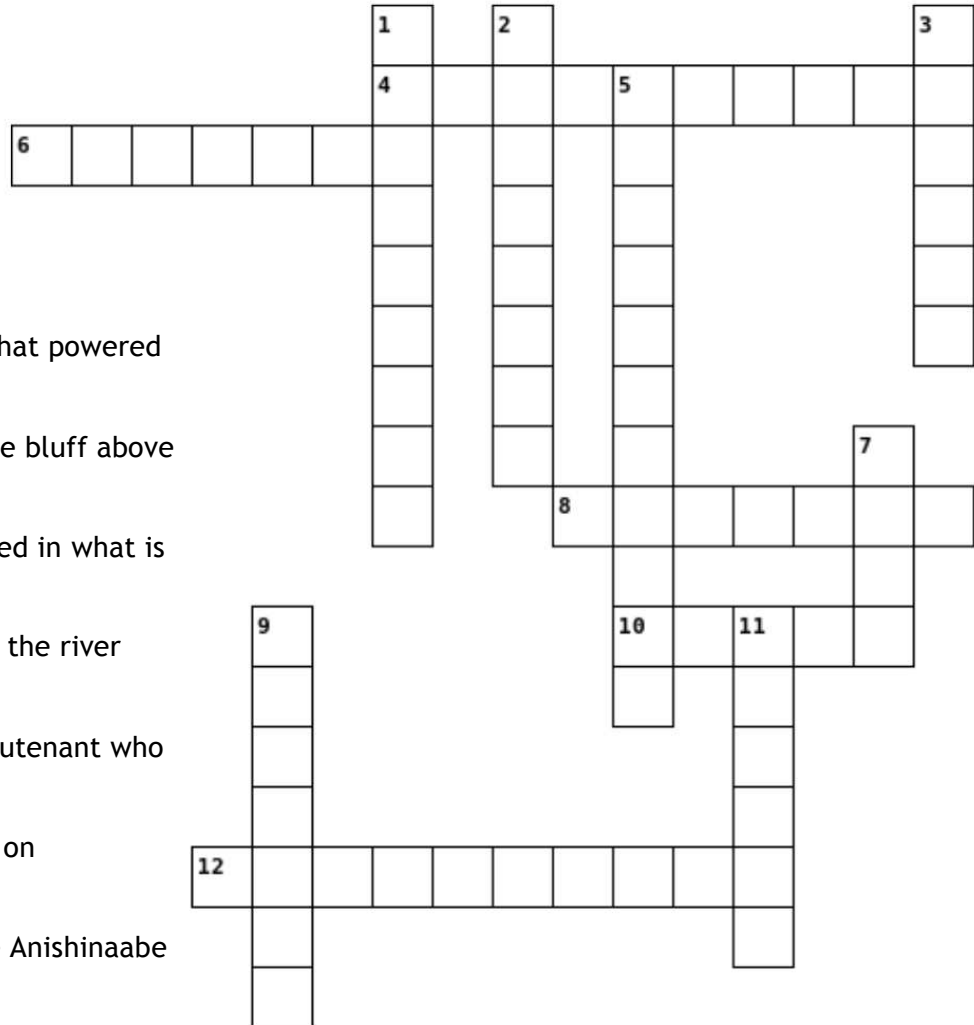 1 2 3
4 5
6
hat powered
e bluff above
7
8
ed in what is
9 10 11
the river
utenant who
on
12
Anishinaabe